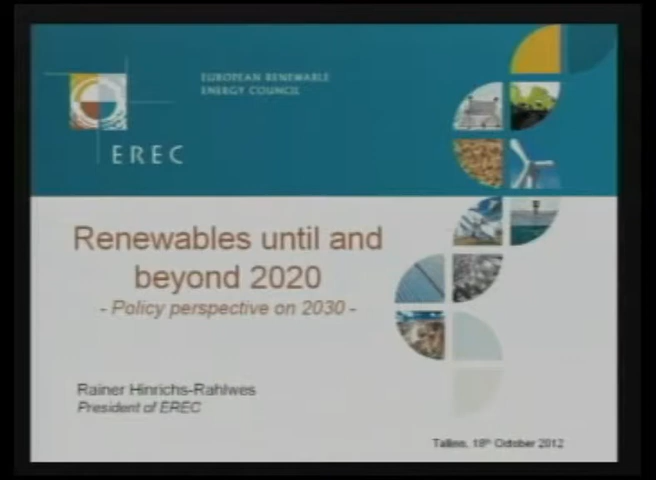 EUROPEAN RENEWABLE
ENERGY COUNCIL
EREC
Renewables until and
beyond 2020
- Policy perspective on 2030 -
Rainer Hinrichs-Rahlwes
President of EREC
Tallinn, 18th October 2012